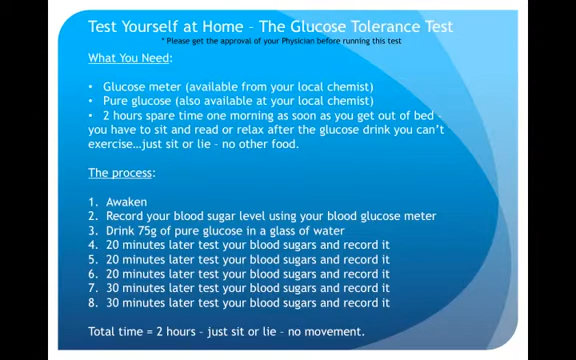 Test Yourself at Home – The Glucose Tolerance Test
* Please get the approval of your Physician before running this test
What You Need:
• Glucose meter (available from your local chemist)
• Pure glucose (also available at your local chemist)
• 2 hours spare time one morning as soon as you get out of bed –
you have to sit and read or relax after the glucose drink you can't
exercise…just sit or lie – no other food.
The process:
1. Awaken
2. Record your blood sugar level using your blood glucose meter
3. Drink 75g of pure glucose in a glass of water
4. 20 minutes later test your blood sugars and record it
5. 20 minutes later test your blood sugars and record it
6. 20 minutes later test your blood sugars and record it
7. 30 minutes later test your blood sugars and record it
8. 30 minutes later test your blood sugars and record it
Total time = 2 hours – just sit or lie – no movement.